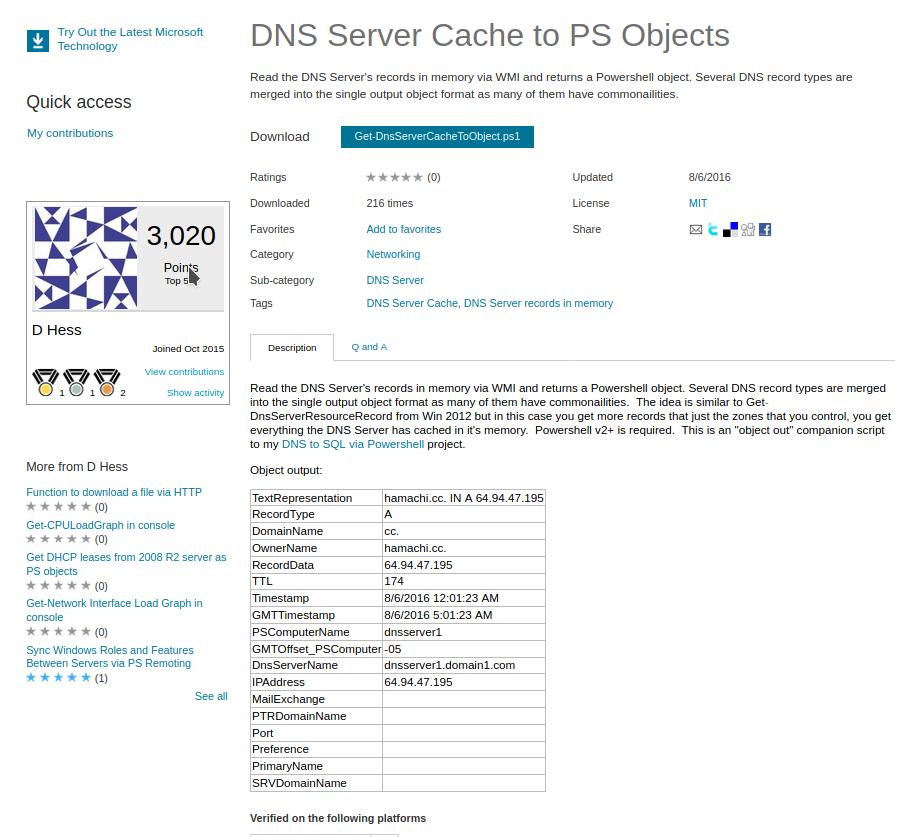 Try Out the Latest Microsoft
Technology
Quick access
My contributions
3,020
Points
Top 5
D Hess
Joined Oct 2015
View contributions
1 1 2
Show activity
More from D Hess
Function to download a file via HTTP
(0)
Get-CPULoadGraph in console
(0)
Get DHCP leases from 2008 R2 server as
PS objects
(0)
Get-Network Interface Load Graph in
console
(0)
Sync Windows Roles and Features
Between Servers via PS Remoting
(1)
See all
DNS Server Cache to PS Objects
Read the DNS Server's records in memory via WMI and returns a Powershell object. Several DNS record types are
merged into the single output object format as many of them have commonailities.
Download Get-DnsServerCacheToObject.ps1
Ratings (0) Updated 8/6/2016
Downloaded 216 times License MIT
Favorites Add to favorites Share
Category Networking
Sub-category DNS Server
Tags DNS Server Cache, DNS Server records in memory
Description Q and A
Read the DNS Server's records in memory via WMI and returns a Powershell object. Several DNS record types are merged
into the single output object format as many of them have commonailities.  The idea is similar to Get-
DnsServerResourceRecord from Win 2012 but in this case you get more records that just the zones that you control, you get
everything the DNS Server has cached in it's memory.  Powershell v2+ is required.  This is an "object out" companion script
to my DNS to SQL via Powershell project.
Object output:
TextRepresentation hamachi.cc. IN A 64.94.47.195
RecordType A
DomainName cc.
OwnerName hamachi.cc.
RecordData 64.94.47.195
TTL 174
Timestamp 8/6/2016 12:01:23 AM
GMTTimestamp 8/6/2016 5:01:23 AM
PSComputerName dnsserver1
GMTOffset_PSComputer -05
DnsServerName dnsserver1.domain1.com
IPAddress 64.94.47.195
MailExchange
PTRDomainName
Port
Preference
PrimaryName
SRVDomainName
Verified on the following platforms